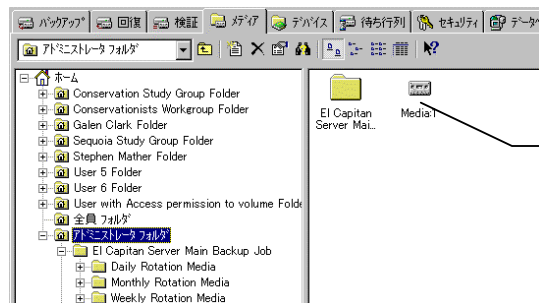 ﾊﾞｯｸｱｯﾌﾟ 回復 検証 ﾒﾃﾞｨｱ ﾃﾞﾊﾞｲｽ 待ち行列 ｾｷｭﾘﾃｨ ﾃﾞｰﾀﾍﾞ
ｱﾄﾞﾐﾆｽﾄﾚｰﾀ ﾌｫﾙﾀﾞ
ホーム
Conservation Study Group Folder
Conservationists Workgroup Folder
Galen Clark Folder
Sequoia Study Group Folder
Stephen Mather Folder
User 5 Folder
User 6 Folder
User with Access permission to volume Folde
全員 ﾌｫﾙﾀﾞ
ｱﾄﾞﾐﾆｽﾄﾚｰﾀ ﾌｫﾙﾀﾞ
El Capitan Server Main Backup Job
Daily Rotation Media
Monthly Rotation Media
Weekly Rotation Media
El Capitan
Server Mai...
Media:1